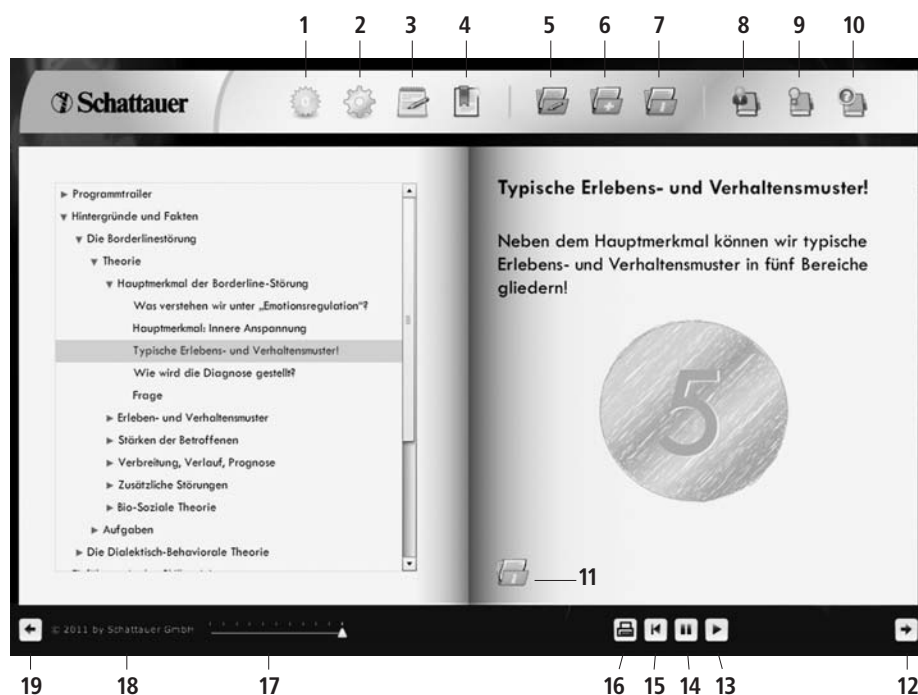 1 2 3 4 5 6 7 8 9 10
Schattauer
Programmtrailer
Hintergründe und Fakten
Die Borderlinestörung
Theorie
Hauptmerkmal der Borderline-Störung
Was verstehen wir unter „Emotionsregulation“?
Hauptmerkmal: Innere Anspannung
Typische Erlebens- und Verhaltensmuster!
Wie wird die Diagnose gestellt?
Frage
Erleben- und Verhaltensmuster
Stärken der Betroffenen
Verbreitung, Verlauf, Prognose
Zusätzliche Störungen
Bio-Soziale Theorie
Aufgaben
Die Dialektisch-Behaviorale Theorie
Typische Erlebens- und Verhaltensmuster!
Neben dem Hauptmerkmal können wir typische
Erlebens- und Verhaltensmuster in fünf Bereiche
gliedern!
5
11
© 2011 by Schattauer GmbH
19 18 17 16 15 14 13 12